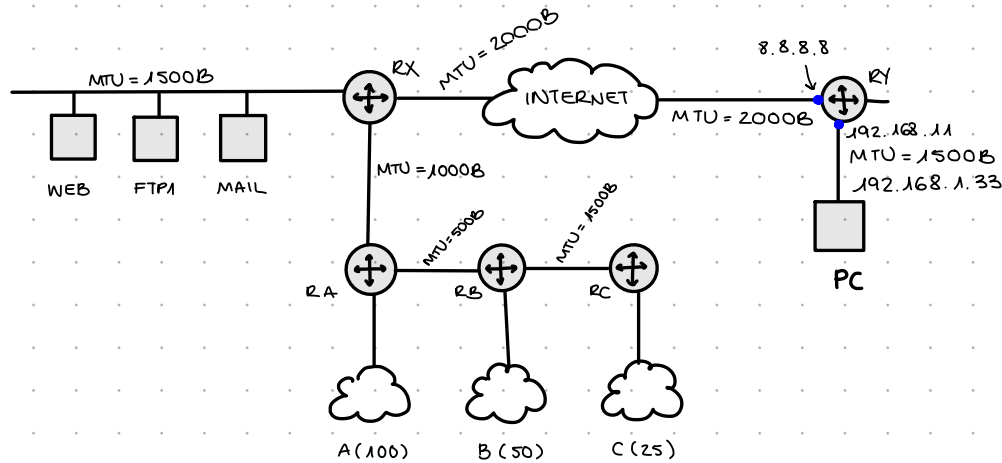 MTU = 1500B
RX
MTU = 2000B
INTERNET
MTU = 2000B
8.8.8.8
RY
192.168.11
MTU = 1500B
192.168.1.33
PC
WEB
FTP1
MAIL
MTU = 1000B
MTU = 500B
MTU = 1500B
RA
RB
RC
A (100)
B (50)
C (25)